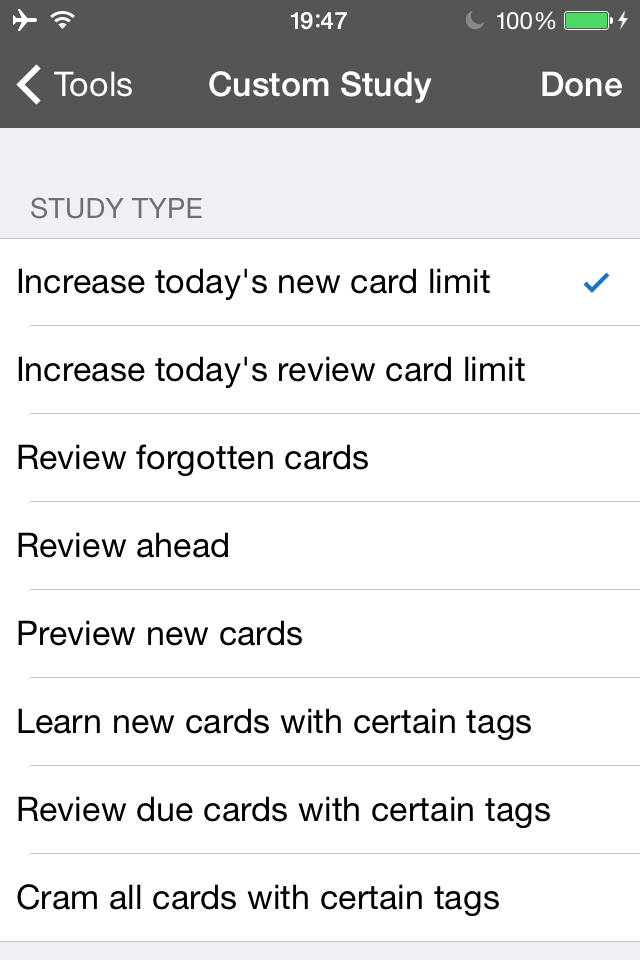 19:47 100%
Tools Custom Study Done
STUDY TYPE
Increase today's new card limit
Increase today's review card limit
Review forgotten cards
Review ahead
Preview new cards
Learn new cards with certain tags
Review due cards with certain tags
Cram all cards with certain tags